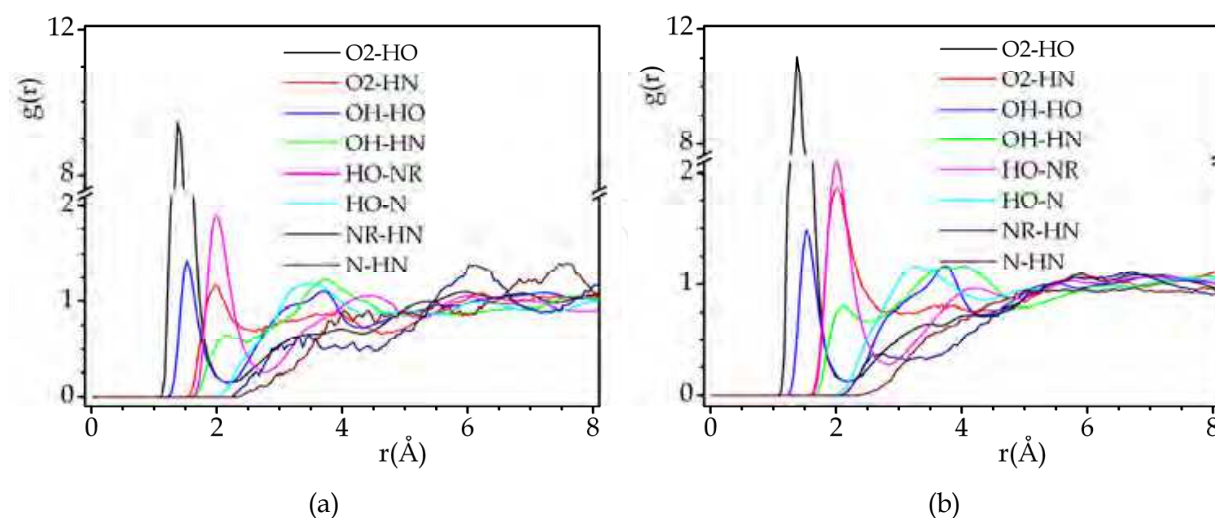 12
8
2
1
0
g(r)
O2-HO
O2-HN
OH-HO
OH-HN
HO-NR
HO-N
NR-HN
N-HN
0 2 4 6 8
r(Å)
(a)
12
8
2
1
0
g(r)
O2-HO
O2-HN
OH-HO
OH-HN
HO-NR
HO-N
NR-HN
N-HN
0 2 4 6 8
r(Å)
(b)